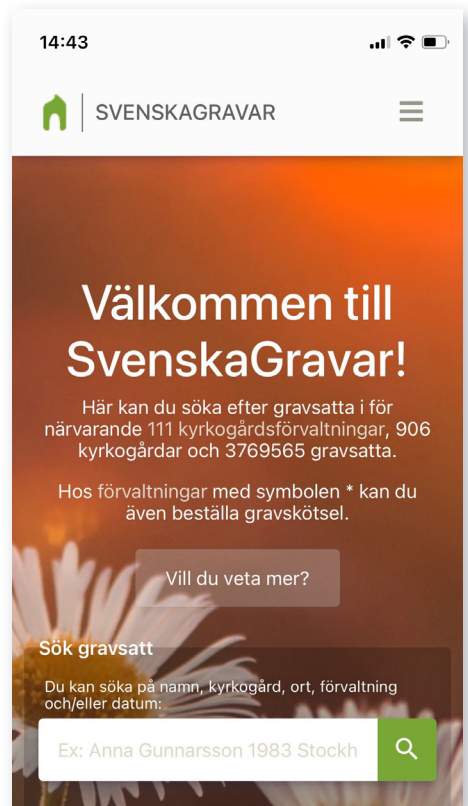 14:43
SVENSKAGRAVAR
Välkommen till
SvenskaGravar!
Här kan du söka efter gravsatta i för
närvarande 111 kyrkogårdsförvaltningar, 906
kyrkogårdar och 3769565 gravsatta.
Hos förvaltningar med symbolen * kan du
även beställa gravskötsel.
Vill du veta mer?
Sök gravsatt
Du kan söka på namn, kyrkogård, ort, förvaltning
och/eller datum:
Ex: Anna Gunnarsson 1983 Stockh